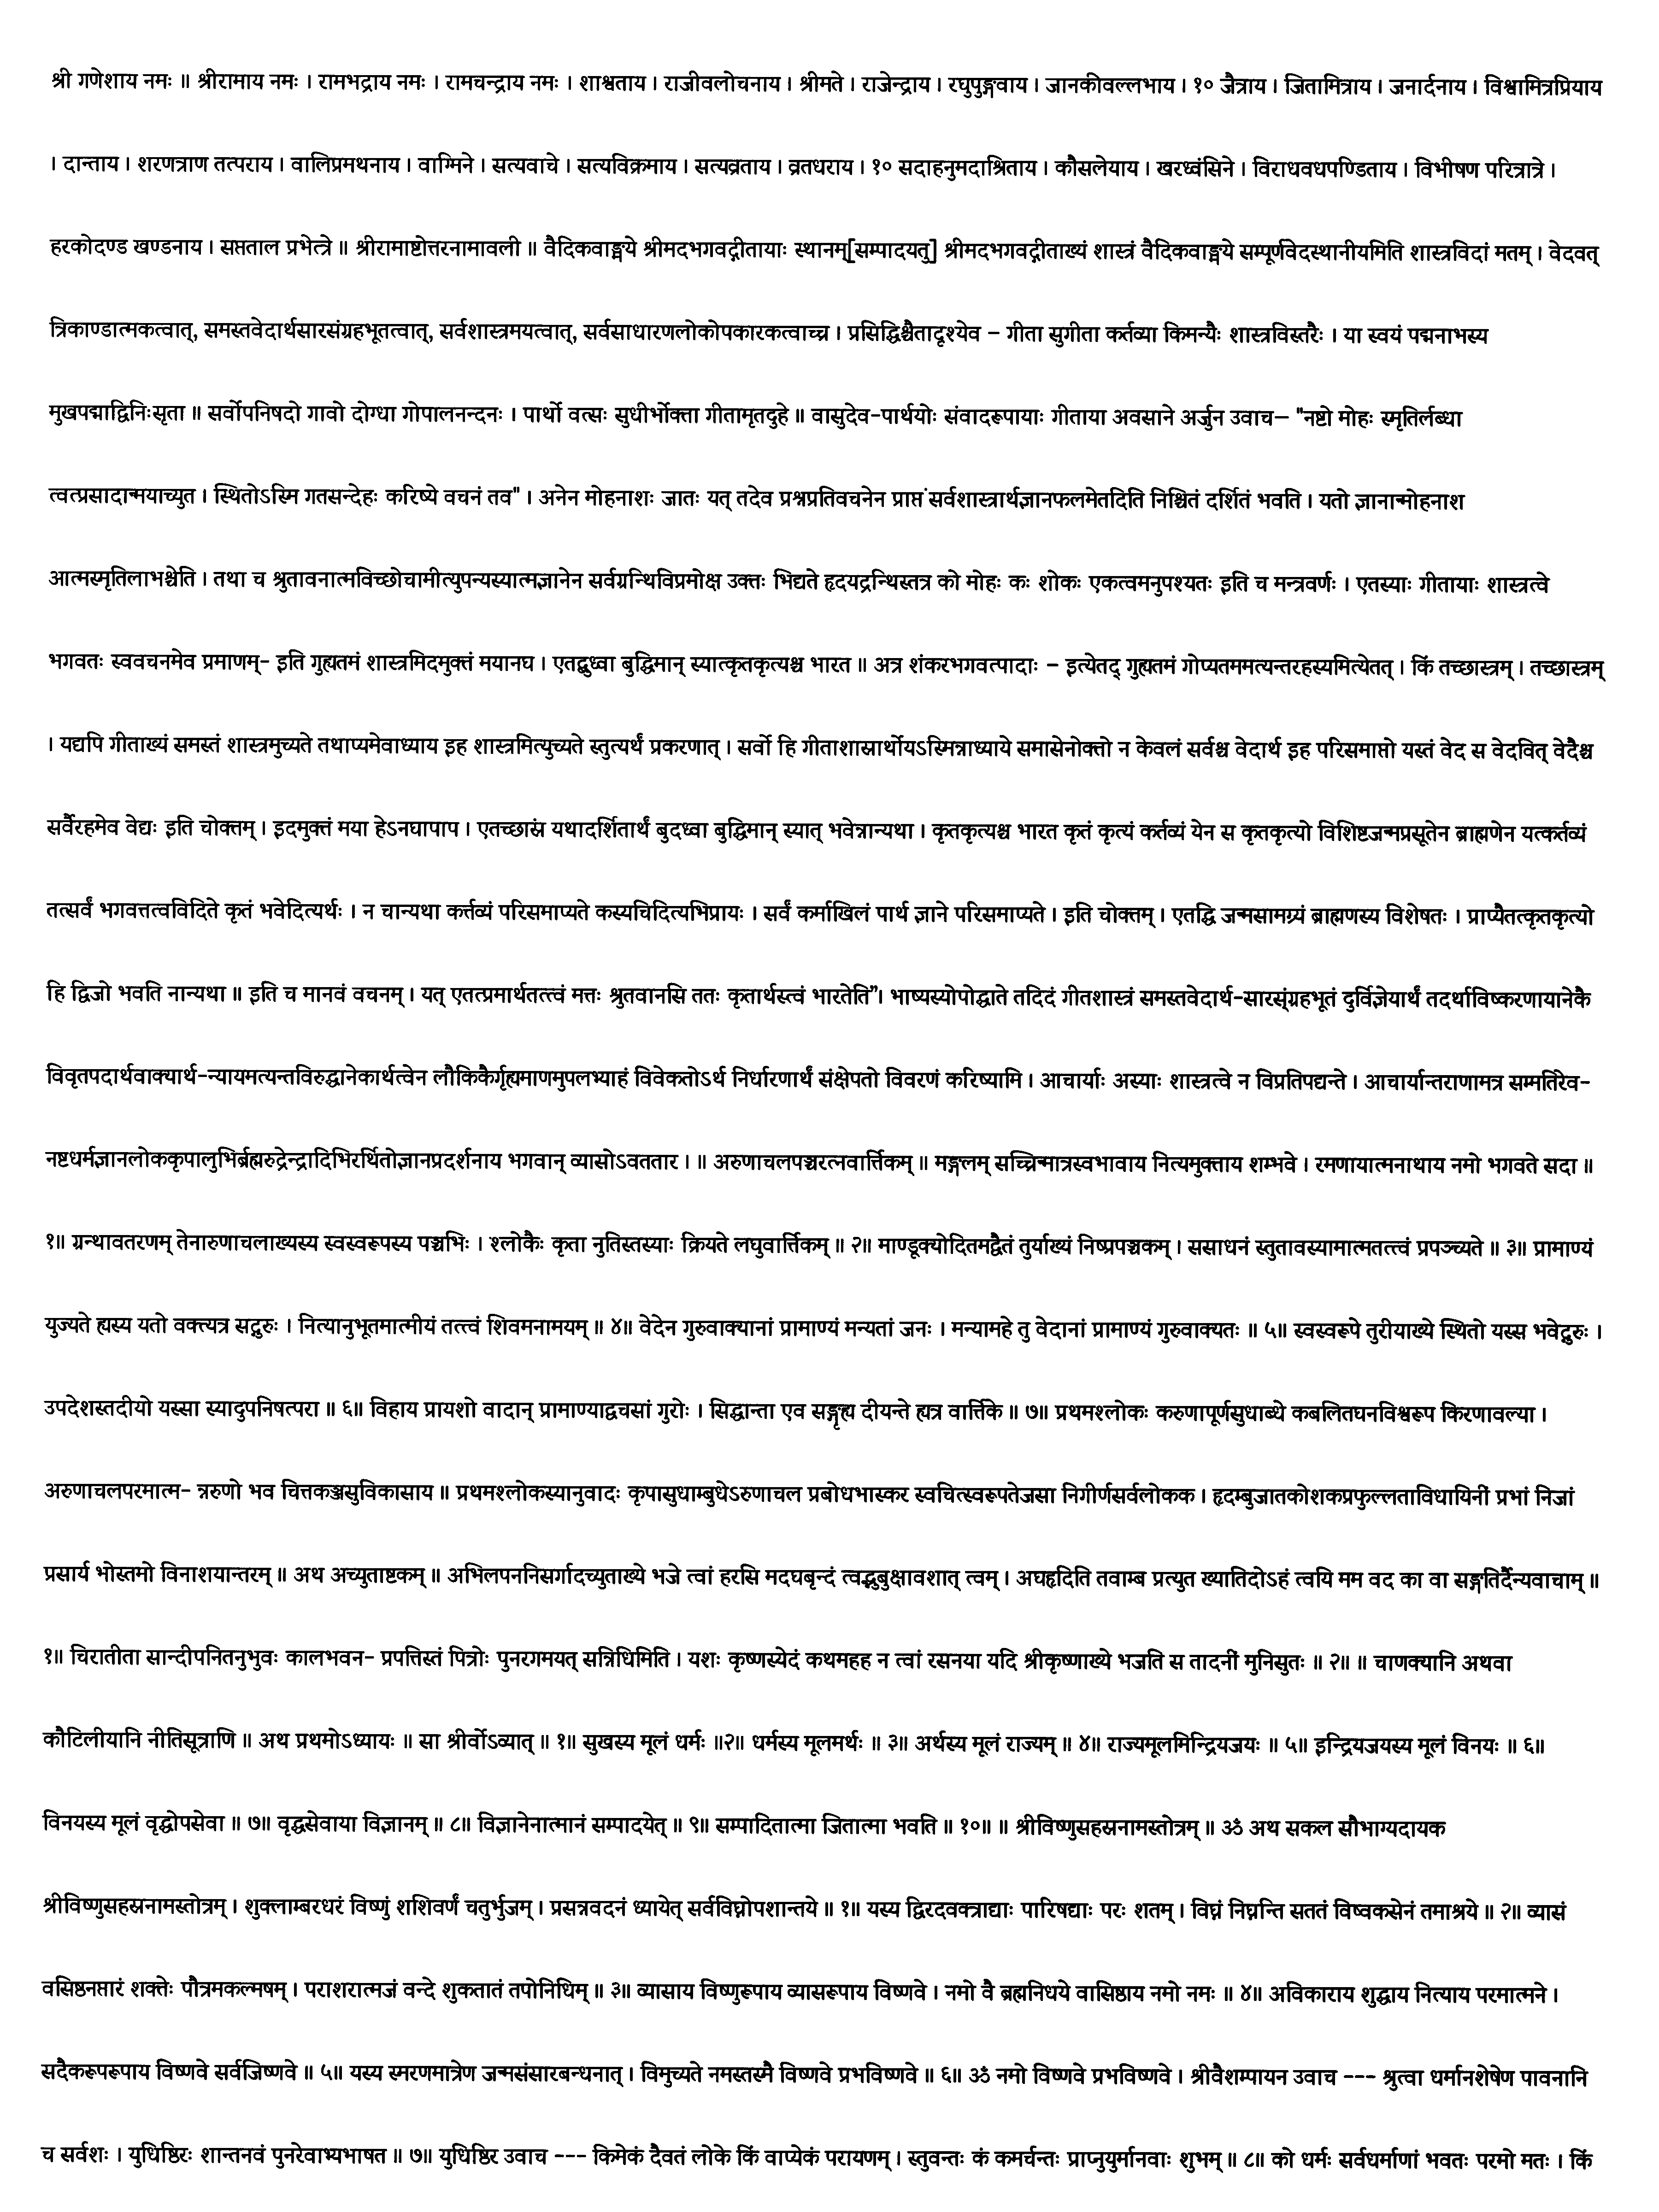 श्री गणेशाय नमः ॥ श्रीरामाय नमः । रामभद्राय नमः । रामचन्द्राय नमः । शाश्वताय । राजीवलोचनाय । श्रीमते । राजेन्द्राय । रघुपुङ्गवाय । जानकीवल्लभाय । १० जैत्राय । जितामित्राय । जनार्दनाय । विश्वामित्रप्रियाय
। दान्ताय । शरणत्राण तत्पराय । वालिप्रमथनाय । वाग्मिने । सत्यवाचे । सत्यविक्रमाय । सत्यव्रताय । व्रतधराय । १० सदाहनुमदाश्रिताय । कौसलेयाय । खरध्वंसिने । विराधवधपण्डिताय । विभीषण परित्रात्रे ।
हरकोदण्ड खण्डनाय । सप्तताल प्रभेत्त्रे ॥ श्रीरामाष्टोत्तरनामावली ॥ वैदिकवाङ्मये श्रीमदभगवद्गीतायाः स्थानम्[सम्पादयतु] श्रीमदभगवद्गीताख्यं शास्त्रं वैदिकवाङ्मये सम्पूर्णवेदस्थानीयमिति शास्त्रविदां मतम् । वेदवत्
त्रिकाण्डात्मकत्वात्, समस्तवेदार्थसारसंग्रहभूतत्वात्, सर्वशास्त्रमयत्वात्, सर्वसाधारणलोकोपकारकत्वाच्च । प्रसिद्धिश्चैतादृश्येव – गीता सुगीता कर्तव्या किमन्यैः शास्त्रविस्तरैः । या स्वयं पद्मनाभस्य
मुखपद्माद्विनिःसृता ॥ सर्वोपनिषदो गावो दोग्धा गोपालनन्दनः । पार्थो वत्सः सुधीर्भोक्ता गीतामृतदुहे ॥ वासुदेव-पार्थयोः संवादरूपायाः गीताया अवसाने अर्जुन उवाच– "नष्टो मोहः स्मृतिर्लब्धा
त्वत्प्रसादान्मयाच्युत । स्थितोऽस्मि गतसन्देहः करिष्ये वचनं तव" । अनेन मोहनाशः जातः यत् तदेव प्रश्नप्रतिवचनेन प्राप्तं सर्वशास्त्रार्थज्ञानफलमेतदिति निश्चितं दर्शितं भवति । यतो ज्ञानान्मोहनाश
आत्मस्मृतिलाभश्चेति । तथा च श्रुतावनात्मविच्छोचामीत्युपन्यस्यात्मज्ञानेन सर्वग्रन्थिविप्रमोक्ष उक्तः भिद्यते हृदयद्रन्थिस्तत्र को मोहः कः शोकः एकत्वमनुपश्यतः इति च मन्त्रवर्णः । एतस्याः गीतायाः शास्त्रत्वे
भगवतः स्ववचनमेव प्रमाणम्- इति गुह्यतमं शास्त्रमिदमुक्तं मयानघ । एतद्बुध्वा बुद्धिमान् स्यात्कृतकृत्यश्च भारत ॥ अत्र शंकरभगवत्पादाः – इत्येतद् गुह्यतमं गोप्यतममत्यन्तरहस्यमित्येतत् । किं तच्छास्त्रम् । तच्छास्त्रम्
। यद्यपि गीताख्यं समस्तं शास्त्रमुच्यते तथाप्यमेवाध्याय इह शास्त्रमित्युच्यते स्तुत्यर्थं प्रकरणात् । सर्वो हि गीताशास्रार्थोयऽस्मिन्नाध्याये समासेनोक्तो न केवलं सर्वश्च वेदार्थ इह परिसमाप्तो यस्तं वेद स वेदवित् वेदैश्च
सर्वैरहमेव वेद्यः इति चोक्तम् । इदमुक्तं मया हेऽनघापाप । एतच्छास्रं यथादर्शितार्थं बुदध्वा बुद्धिमान् स्यात् भवेन्नान्यथा । कृतकृत्यश्च भारत कृतं कृत्यं कर्तव्यं येन स कृतकृत्यो विशिष्टजन्मप्रसूतेन ब्राह्मणेन यत्कर्तव्यं
तत्सर्वं भगवत्तत्वविदिते कृतं भवेदित्यर्थः । न चान्यथा कर्त्तव्यं परिसमाप्यते कस्यचिदित्यभिप्रायः । सर्वं कर्माखिलं पार्थ ज्ञाने परिसमाप्यते । इति चोक्तम् । एतद्धि जन्मसामग्र्यं ब्राह्मणस्य विशेषतः । प्राप्यैतत्कृतकृत्यो
हि द्विजो भवति नान्यथा ॥ इति च मानवं वचनम् । यत् एतत्प्रमार्थतत्त्वं मत्तः श्रुतवानसि ततः कृतार्थस्त्वं भारतेति”। भाष्यस्योपोद्घाते तदिदं गीतशास्त्रं समस्तवेदार्थ-सारस्ंग्रहभूतं दुर्विज्ञेयार्थं तदर्थाविष्करणायानेकै
विवृतपदार्थवाक्यार्थ-न्यायमत्यन्तविरुद्धानेकार्थत्वेन लौकिकैर्गृह्यमाणमुपलभ्याहं विवेकतोऽर्थ निर्धारणार्थं संक्षेपतो विवरणं करिष्यामि । आचार्याः अस्याः शास्त्रत्वे न विप्रतिपद्यन्ते । आचार्यान्तराणामत्र सम्मतिरेव-
नष्टधर्मज्ञानलोककृपालुभिर्ब्रह्मरुद्रेन्द्रादिभिरर्थितोज्ञानप्रदर्शनाय भगवान् व्यासोऽवततार । ॥ अरुणाचलपञ्चरत्नवार्त्तिकम् ॥ मङ्गलम् सच्चिन्मात्रस्वभावाय नित्यमुक्ताय शम्भवे । रमणायात्मनाथाय नमो भगवते सदा ॥
१॥ ग्रन्थावतरणम् तेनारुणाचलाख्यस्य स्वस्वरूपस्य पञ्चभिः । श्लोकैः कृता नुतिस्तस्याः क्रियते लघुवार्त्तिकम् ॥ २॥ माण्डूक्योदितमद्वैतं तुर्याख्यं निष्प्रपञ्चकम् । ससाधनं स्तुतावस्यामात्मतत्त्वं प्रपञ्च्यते ॥ ३॥ प्रामाण्यं
युज्यते ह्यस्य यतो वक्त्यत्र सद्गुरुः । नित्यानुभूतमात्मीयं तत्त्वं शिवमनामयम् ॥ ४॥ वेदेन गुरुवाक्यानां प्रामाण्यं मन्यतां जनः । मन्यामहे तु वेदानां प्रामाण्यं गुरुवाक्यतः ॥ ५॥ स्वस्वरूपे तुरीयाख्ये स्थितो यस्स भवेद्गुरुः ।
उपदेशस्तदीयो यस्सा स्यादुपनिषत्परा ॥ ६॥ विहाय प्रायशो वादान् प्रामाण्याद्वचसां गुरोः । सिद्धान्ता एव सङ्गृह्य दीयन्ते ह्यत्र वार्त्तिके ॥ ७॥ प्रथमश्लोकः करुणापूर्णसुधाब्धे कबलितघनविश्वरूप किरणावल्या ।
अरुणाचलपरमात्म- न्नरुणो भव चित्तकञ्जसुविकासाय ॥ प्रथमश्लोकस्यानुवादः कृपासुधाम्बुधेऽरुणाचल प्रबोधभास्कर स्वचित्स्वरूपतेजसा निगीर्णसर्वलोकक । हृदम्बुजातकोशकप्रफुल्लताविधायिनीं प्रभां निजां
प्रसार्य भोस्तमो विनाशयान्तरम् ॥ अथ अच्युताष्टकम् ॥ अभिलपननिसर्गादच्युताख्ये भजे त्वां हरसि मदघबृन्दं त्वद्भुबुक्षावशात् त्वम् । अघहृदिति तवाम्ब प्रत्युत ख्यातिदोऽहं त्वयि मम वद का वा सङ्गतिर्दैन्यवाचाम् ॥
१॥ चिरातीता सान्दीपनितनुभुवः कालभवन- प्रपत्तिस्तं पित्रोः पुनरगमयत् सन्निधिमिति । यशः कृष्णस्येदं कथमहह न त्वां रसनया यदि श्रीकृष्णाख्ये भजति स तादनीं मुनिसुतः ॥ २॥ ॥ चाणक्यानि अथवा
कौटिलीयानि नीतिसूत्राणि ॥ अथ प्रथमोऽध्यायः ॥ सा श्रीर्वोऽव्यात् ॥ १॥ सुखस्य मूलं धर्मः ॥२॥ धर्मस्य मूलमर्थः ॥ ३॥ अर्थस्य मूलं राज्यम् ॥ ४॥ राज्यमूलमिन्द्रियजयः ॥ ५॥ इन्द्रियजयस्य मूलं विनयः ॥ ६॥
विनयस्य मूलं वृद्धोपसेवा ॥ ७॥ वृद्धसेवाया विज्ञानम् ॥ ८॥ विज्ञानेनात्मानं सम्पादयेत् ॥ ९॥ सम्पादितात्मा जितात्मा भवति ॥ १०॥ ॥ श्रीविष्णुसहस्रनामस्तोत्रम् ॥ ॐ अथ सकल सौभाग्यदायक
श्रीविष्णुसहस्रनामस्तोत्रम् । शुक्लाम्बरधरं विष्णुं शशिवर्णं चतुर्भुजम् । प्रसन्नवदनं ध्यायेत् सर्वविघ्नोपशान्तये ॥ १॥ यस्य द्विरदवक्त्राद्याः पारिषद्याः परः शतम् । विघ्नं निघ्नन्ति सततं विष्वकसेनं तमाश्रये ॥ २॥ व्यासं
वसिष्ठनप्तारं शक्तेः पौत्रमकल्मषम् । पराशरात्मजं वन्दे शुकतातं तपोनिधिम् ॥ ३॥ व्यासाय विष्णुरूपाय व्यासरूपाय विष्णवे । नमो वै ब्रह्मनिधये वासिष्ठाय नमो नमः ॥ ४॥ अविकाराय शुद्धाय नित्याय परमात्मने ।
सदैकरूपरूपाय विष्णवे सर्वजिष्णवे ॥ ५॥ यस्य स्मरणमात्रेण जन्मसंसारबन्धनात् । विमुच्यते नमस्तस्मै विष्णवे प्रभविष्णवे ॥ ६॥ ॐ नमो विष्णवे प्रभविष्णवे । श्रीवैशम्पायन उवाच --- श्रुत्वा धर्मानशेषेण पावनानि
च सर्वशः । युधिष्ठिरः शान्तनवं पुनरेवाभ्यभाषत ॥ ७॥ युधिष्ठिर उवाच --- किमेकं दैवतं लोके किं वाप्येकं परायणम् । स्तुवन्तः कं कमर्चन्तः प्राप्नुयुर्मानवाः शुभम् ॥ ८॥ को धर्मः सर्वधर्माणां भवतः परमो मतः । किं